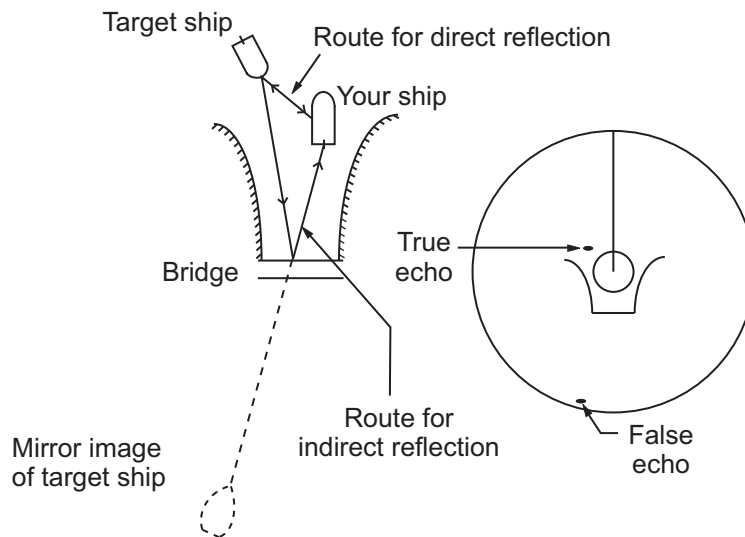 Target ship
Route for direct reflection
Your ship
Bridge
True
echo
Route for
indirect reflection
False
echo
Mirror image
of target ship